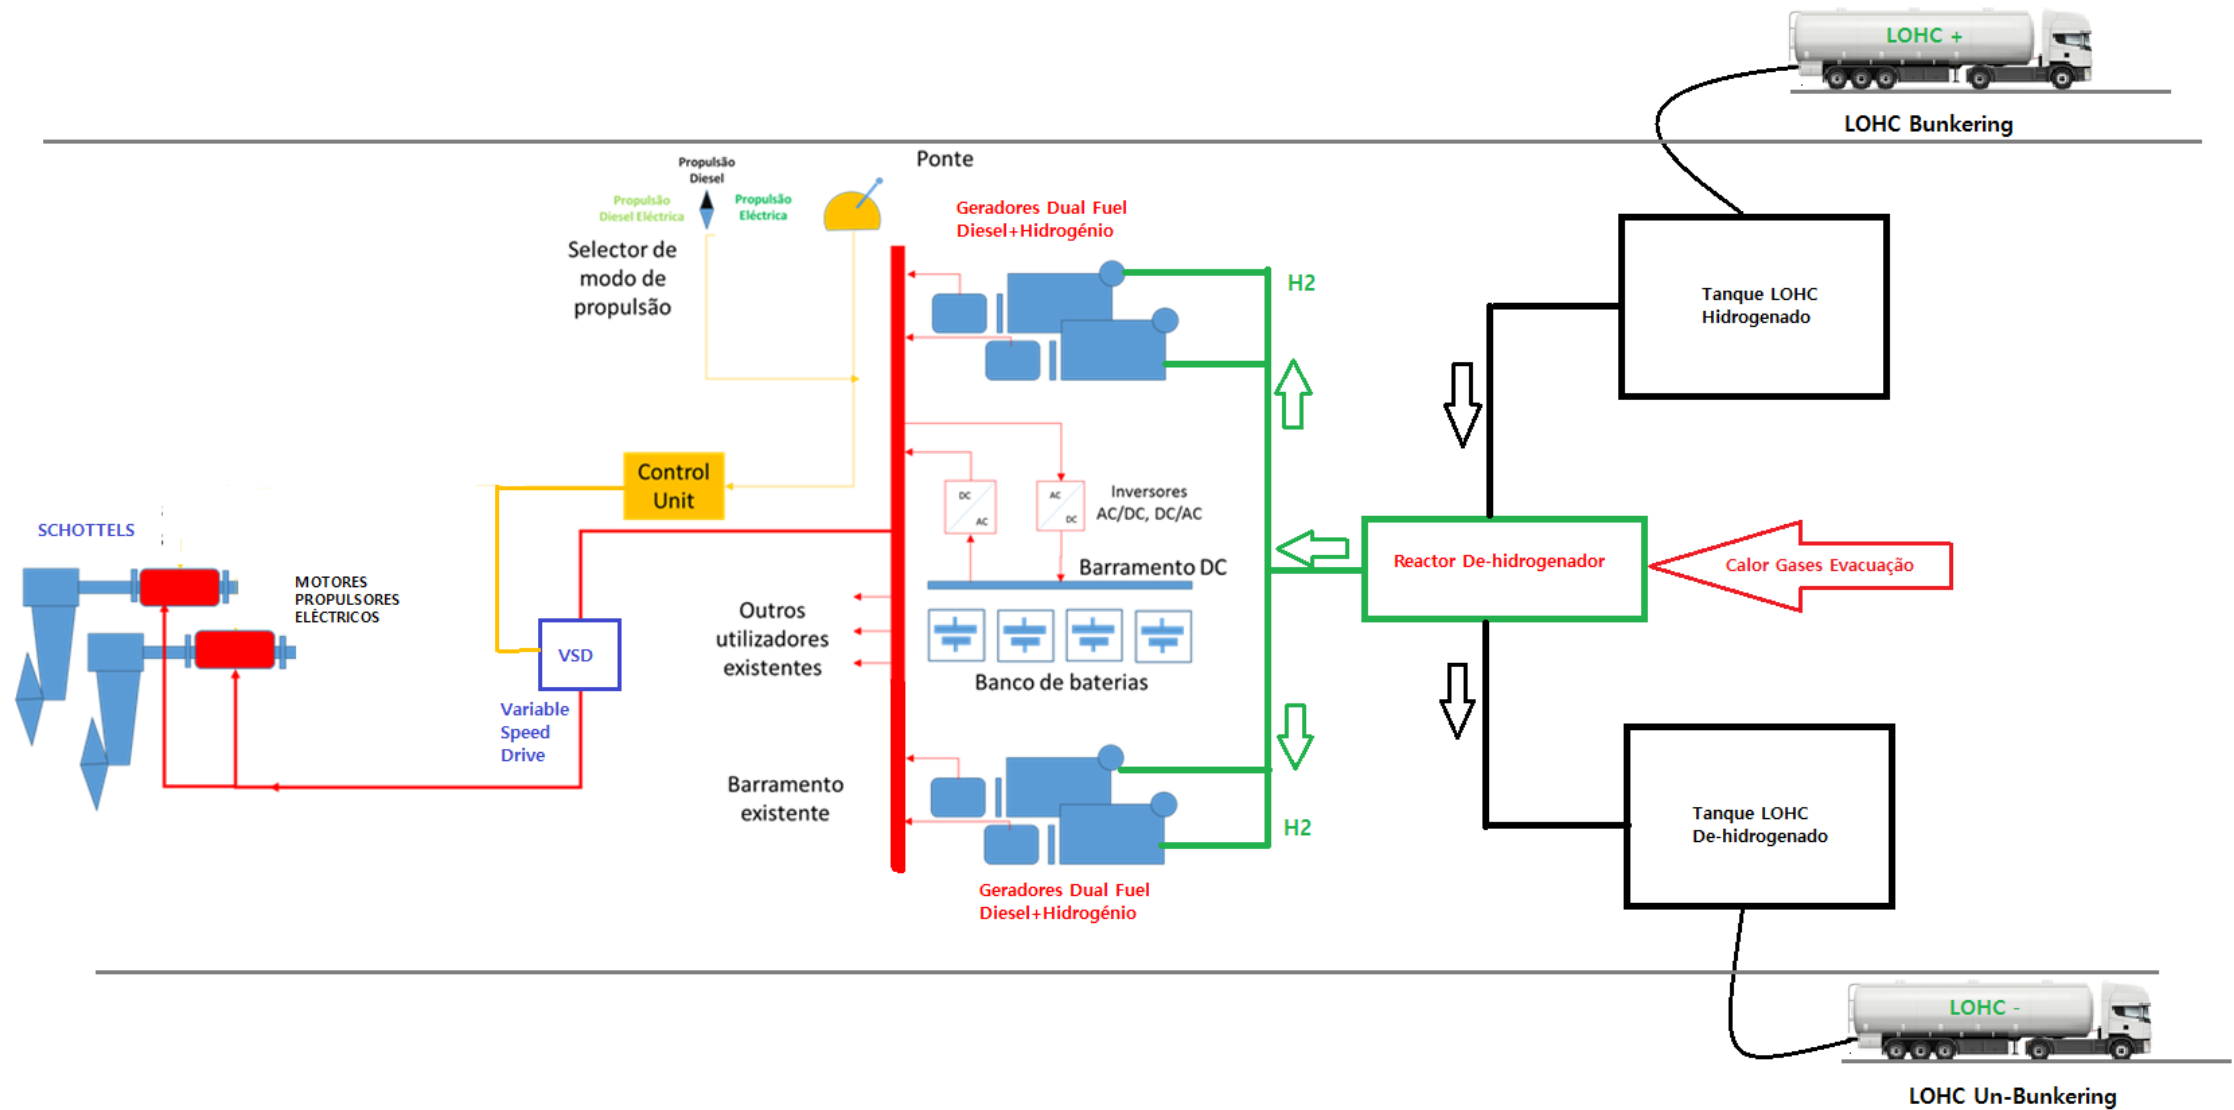 LOHC +
LOHC Bunkering
Ponte
Propulsão
Diesel
Propulsão
Diesel Eléctrica
Propulsão
Eléctrica
Selector de
modo de
propulsão
Geradores Dual Fuel
Diesel+Hidrogénio
H2
Tanque LOHC
Hidrogenado
Control
Unit
DC
AC
AC
DC
Inversores
AC/DC, DC/AC
SCHOTTELS
MOTORES
PROPULSORES
ELÉCTRICOS
Barramento DC
Reactor De-hidrogenador
Calor Gases Evacuação
Outros
utilizadores
existentes
VSD
Variable
Speed
Drive
Banco de baterias
Barramento
existente
H2
Tanque LOHC
De-hidrogenado
Geradores Dual Fuel
Diesel+Hidrogénio
LOHC -
LOHC Un-Bunkering